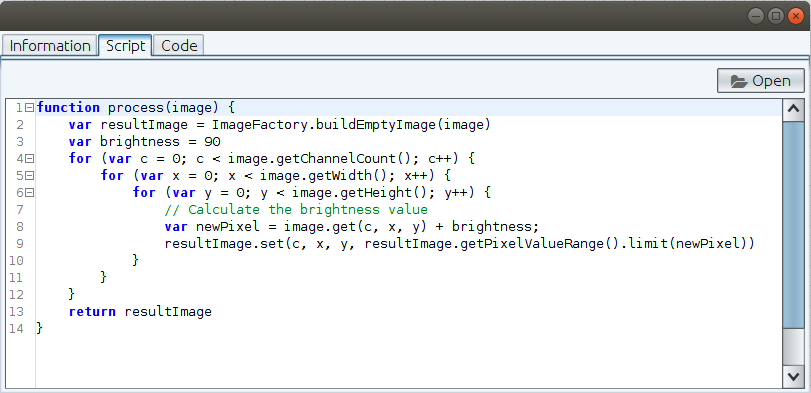 Information Script Code
Open
1 function process(image) {
2     var resultImage = ImageFactory.buildEmptyImage(image)
3     var brightness = 90
4     for (var c = 0; c < image.getChannelCount(); c++) {
5         for (var x = 0; x < image.getWidth(); x++) {
6             for (var y = 0; y < image.getHeight(); y++) {
7                 // Calculate the brightness value
8                 var newPixel = image.get(c, x, y) + brightness;
9                 resultImage.set(c, x, y, resultImage.getPixelValueRange().limit(newPixel))
10             }
11         }
12     }
13     return resultImage
14 }